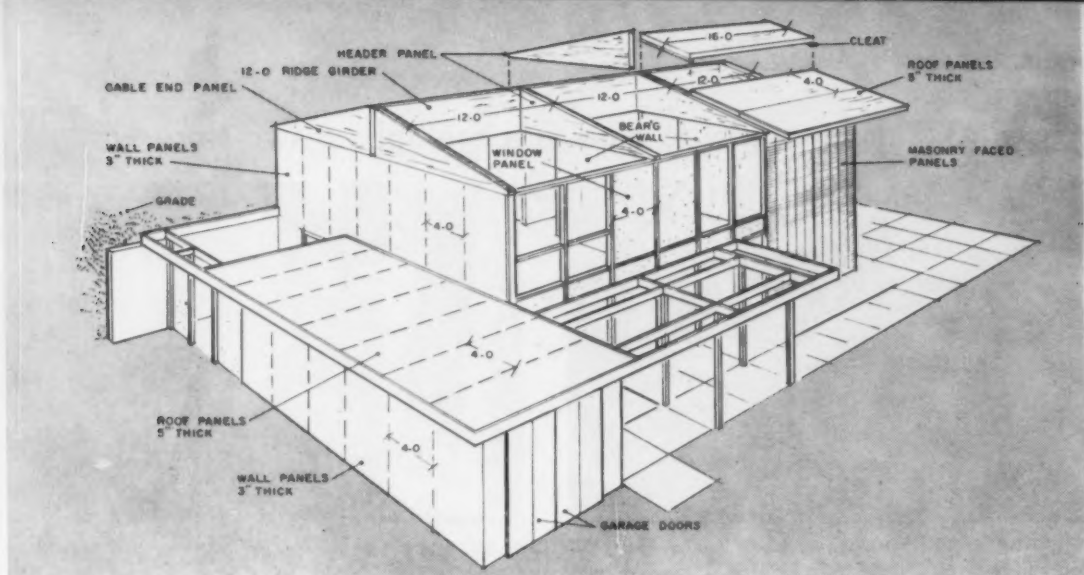 16-0
CLEAT
HEADER PANEL
12-0 RIDGE GIRDER
12-0
4-0
ROOF PANELS
5" THICK
GABLE END PANEL
12-0
12-0
BEAR'G
WALL
WALL PANELS
3" THICK
WINDOW
PANEL
MASONRY FACED
PANELS
GRADE
4-0
4-0
4-0
ROOF PANELS
5" THICK
4-0
WALL PANELS
3" THICK
GARAGE DOORS